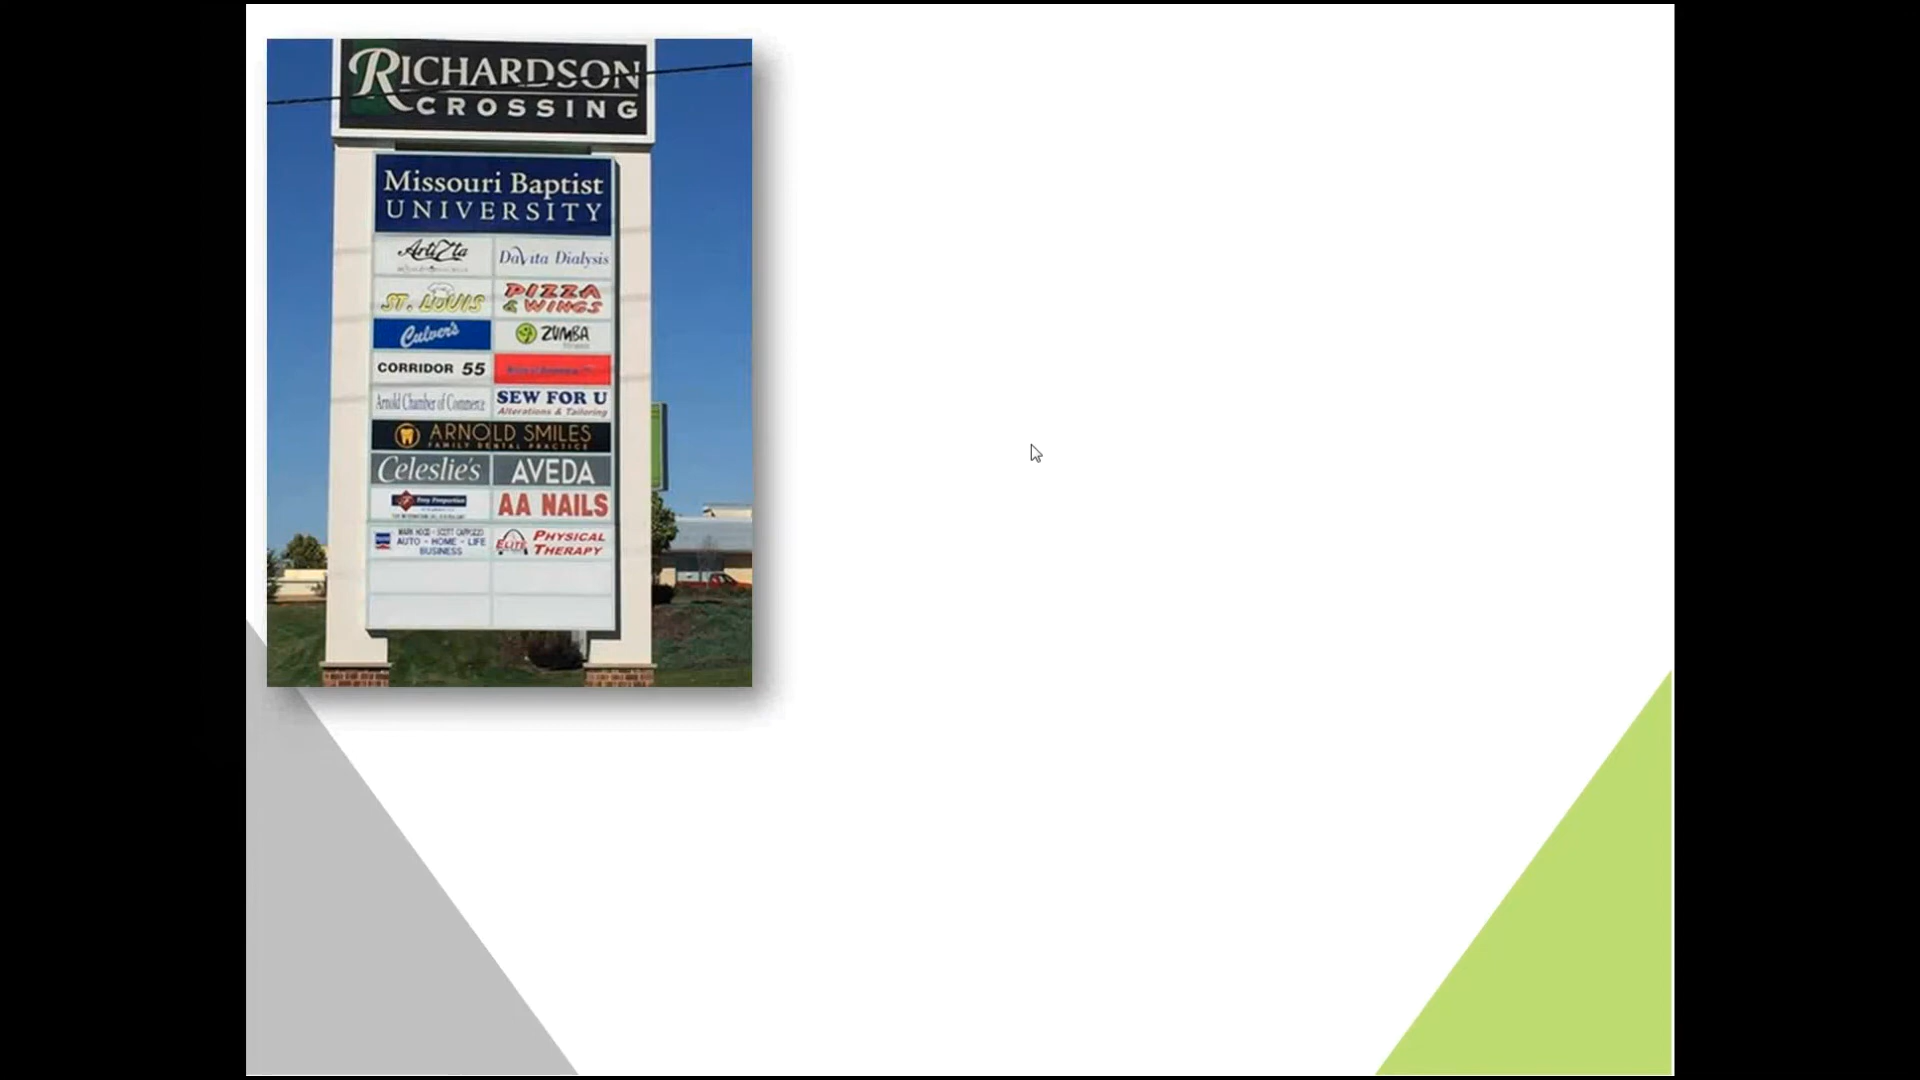 RICHARDSON
CROSSING
Missouri Baptist
UNIVERSITY
ArtiZta
DaVita Dialysis
ST. LOUIS
PIZZA
& WINGS
Culver's
ZUMBA
fitness
CORRIDOR 55
Arnold Chamber of Commerce
SEW FOR U
Alterations & Tailoring
ARNOLD SMILES
FAMILY DENTAL PRACTICE
Celeslie's
AVEDA
AA NAILS
AUTO - HOME - LIFE
BUSINESS
ELITE
PHYSICAL
THERAPY